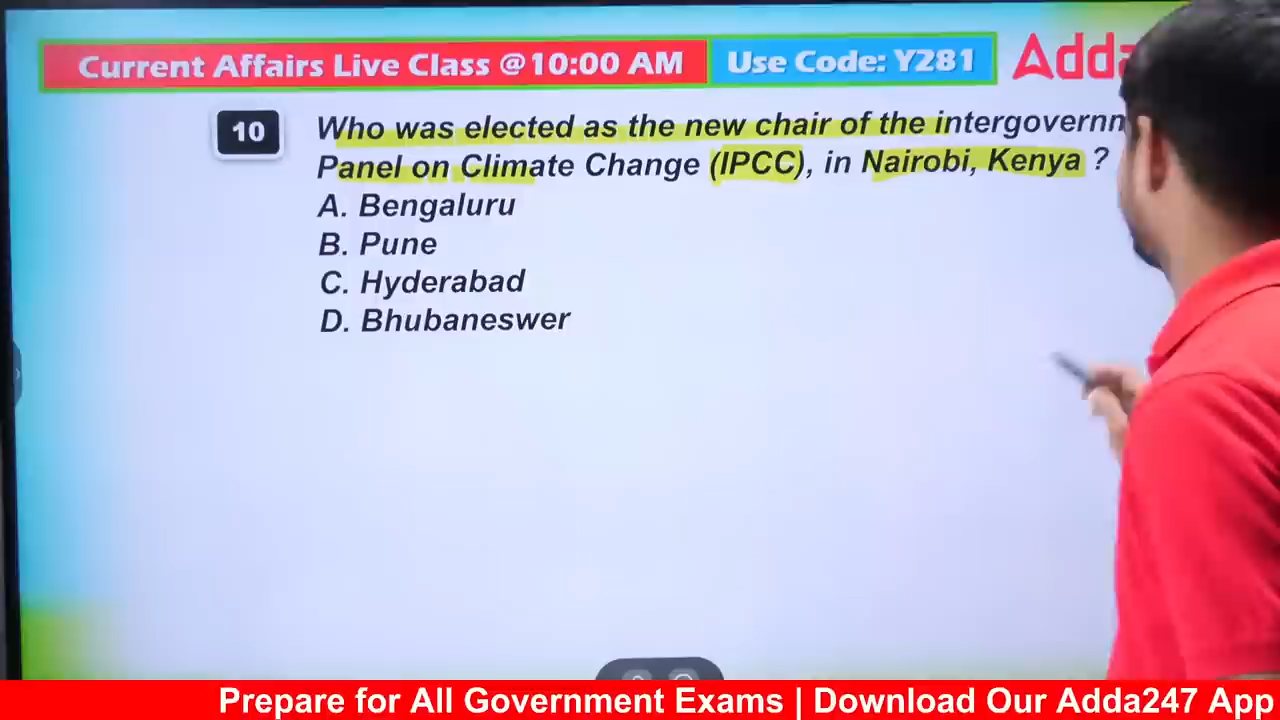 Current Affairs Live Class @10:00 AM
Use Code: Y281
Adda
10
Who was elected as the new chair of the intergovernm
Panel on Climate Change (IPCC), in Nairobi, Kenya ?
A. Bengaluru
B. Pune
C. Hyderabad
D. Bhubaneswer
Prepare for All Government Exams | Download Our Adda247 App